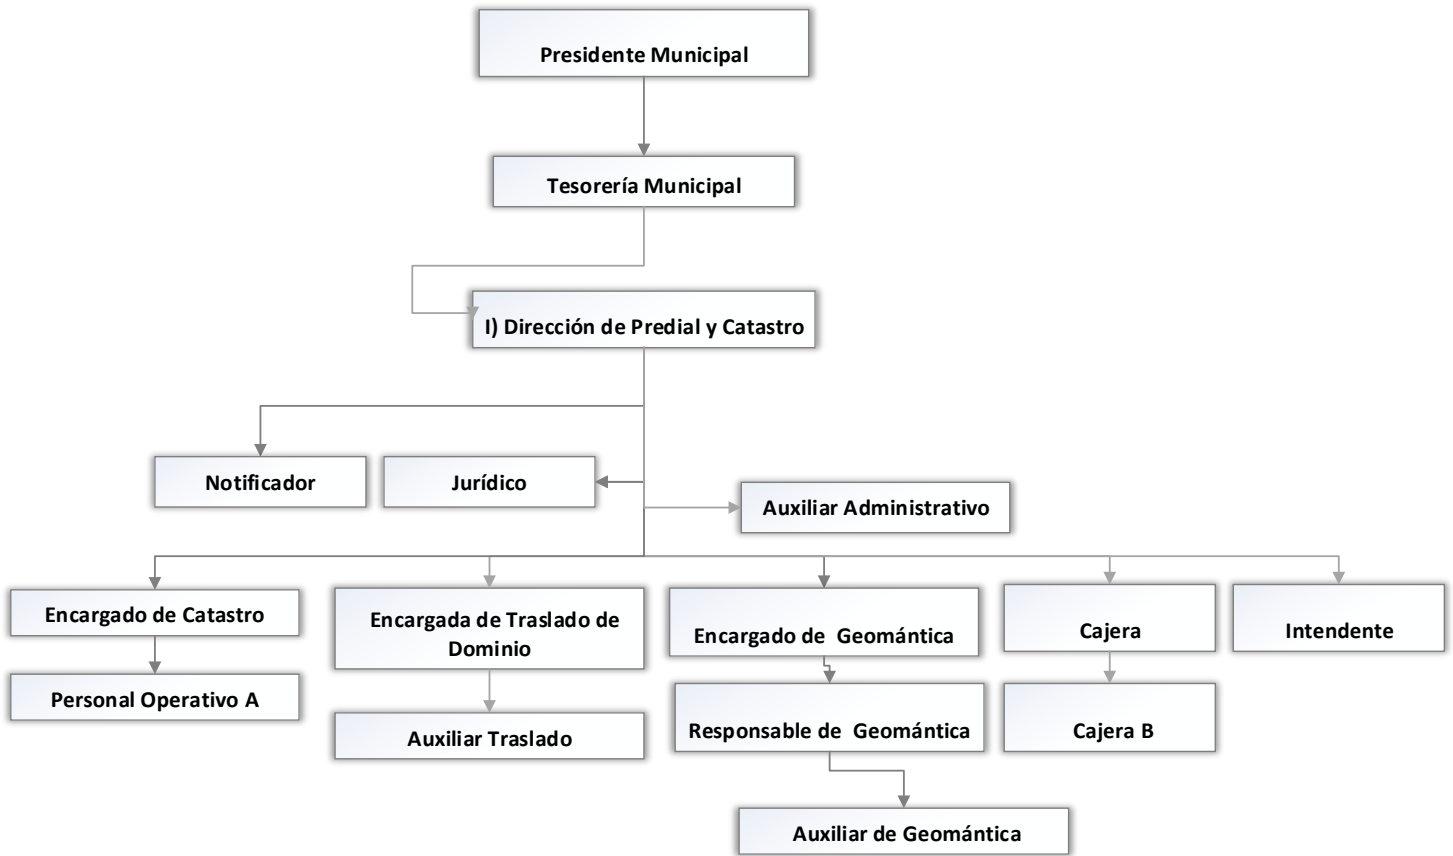 Presidente Municipal
Tesorería Municipal
I) Dirección de Predial y Catastro
Notificador
Jurídico
Auxiliar Administrativo
Encargado de Catastro
Encargada de Traslado de
Dominio
Encargado de  Geomántica
Cajera
Intendente
Personal Operativo A
Auxiliar Traslado
Responsable de  Geomántica
Cajera B
Auxiliar de Geomántica